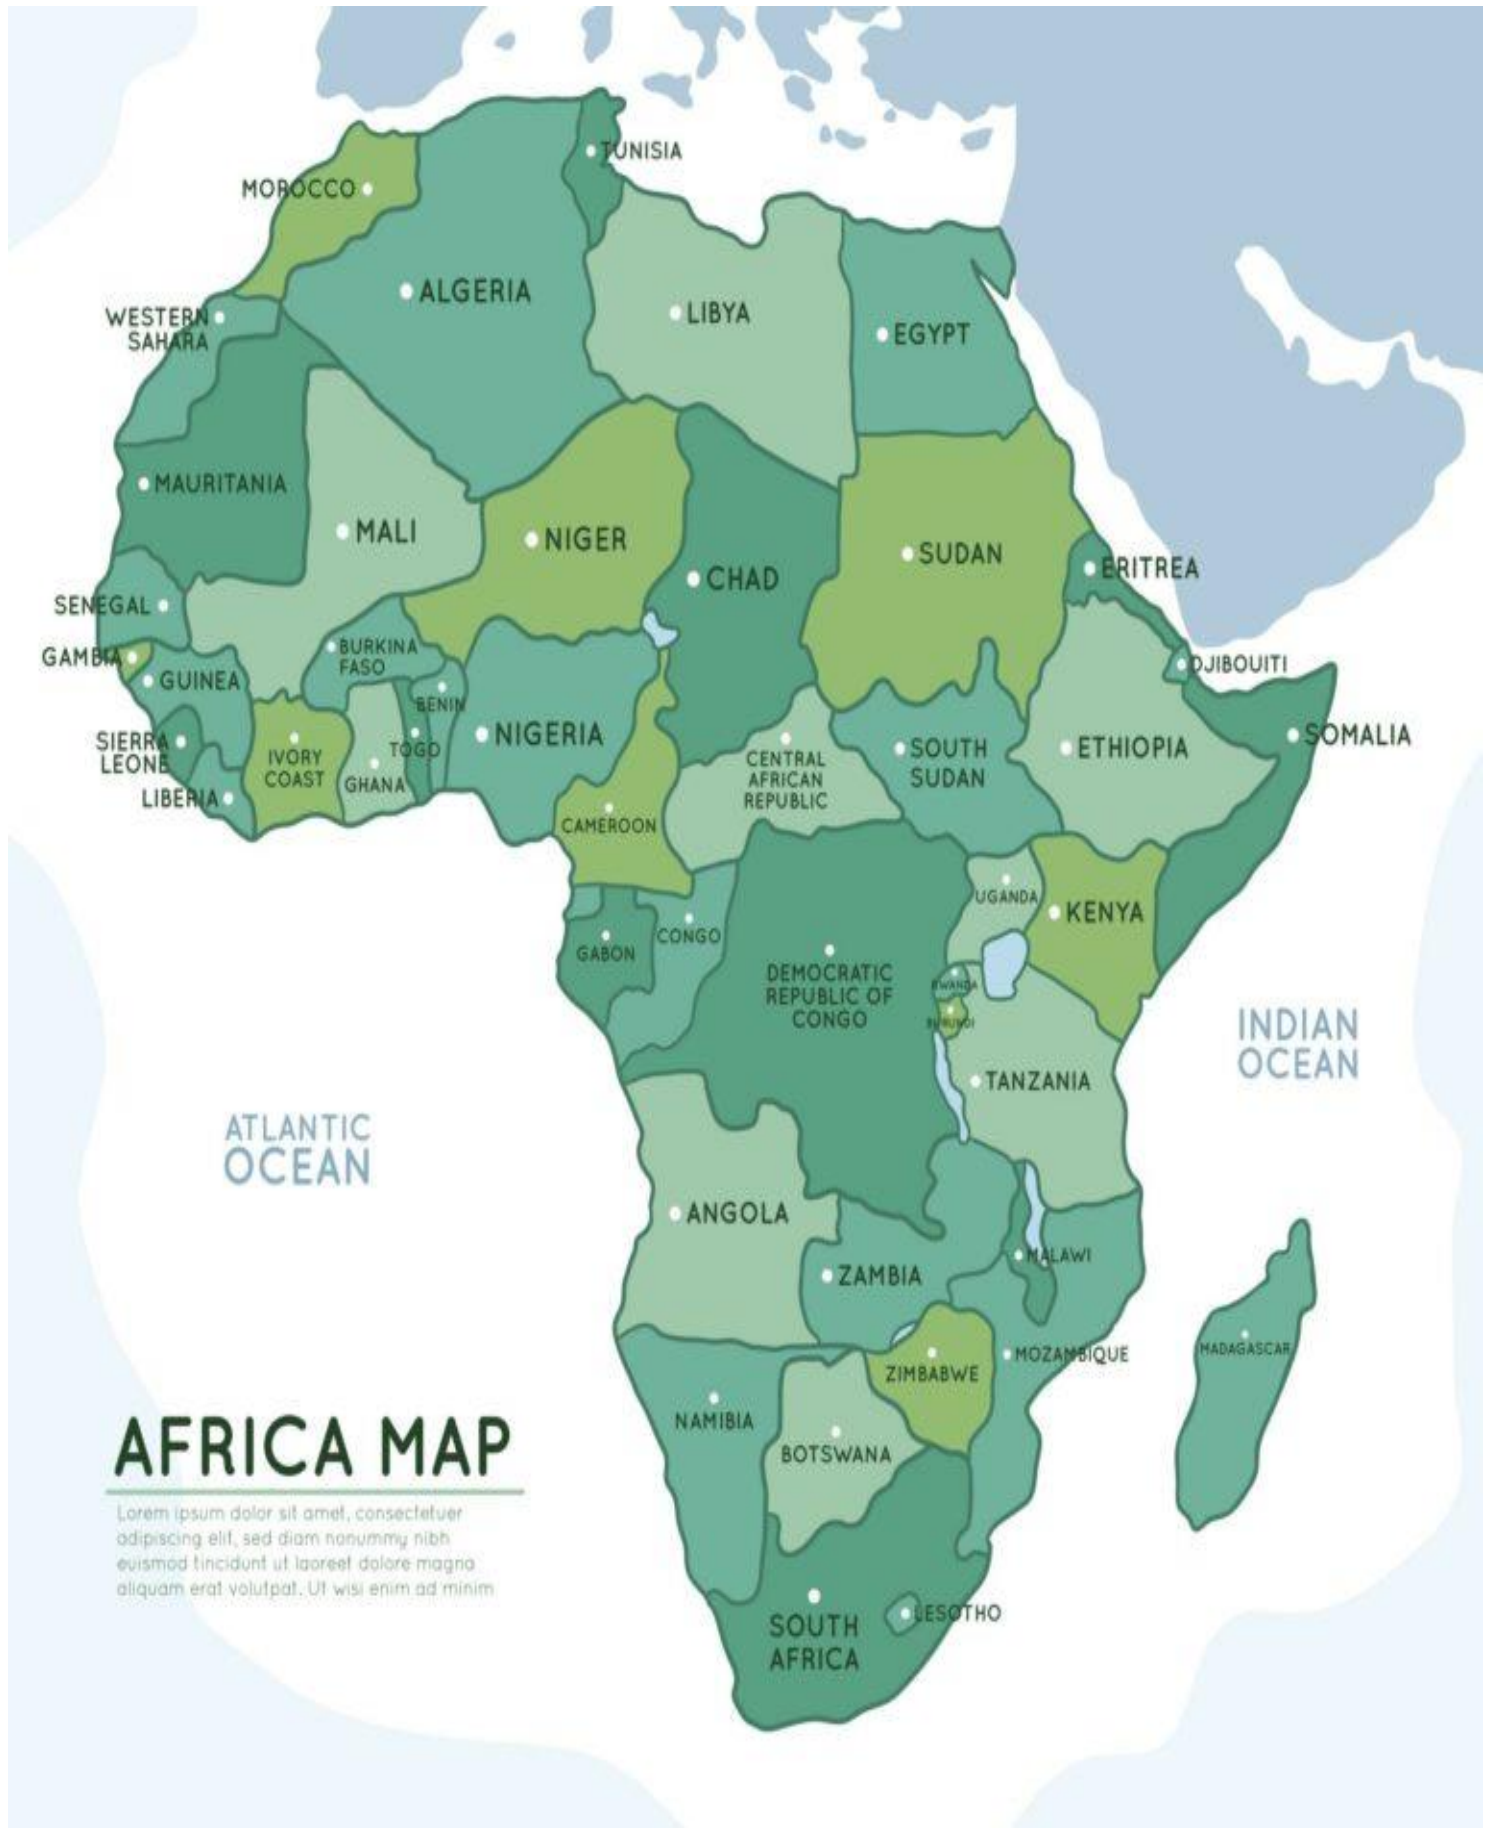 TUNISIA
MOROCCO
ALGERIA
WESTERN
SAHARA
LIBYA
EGYPT
MAURITANIA
MALI
NIGER
CHAD
SUDAN
ERITREA
SENEGAL
GAMBIA
GUINEA
BURKINA
FASO
BENIN
DJIBOUITI
SIERRA
LEONE
IVORY
COAST
GHANA
TOGO
NIGERIA
CENTRAL
AFRICAN
REPUBLIC
SOUTH
SUDAN
ETHIOPIA
SOMALIA
LIBERIA
CAMEROON
UGANDA
KENYA
GABON
CONGO
DEMOCRATIC
REPUBLIC OF
CONGO
RWANDA
BURUNDI
TANZANIA
INDIAN
OCEAN
ATLANTIC
OCEAN
ANGOLA
ZAMBIA
MALAWI
MOZAMBIQUE
MADAGASCAR
ZIMBABWE
NAMIBIA
BOTSWANA
SOUTH
AFRICA
LESOTHO
AFRICA MAP
Lorem ipsum dolor sit amet, consectetuer
adipiscing elit, sed diam nonummy nibh
euismod tincidunt ut laoreet dolore magna
aliquam erat volutpat. Ut wisi enim ad minim